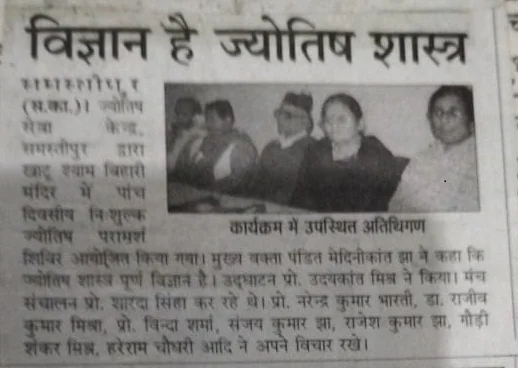 विज्ञान है ज्योतिष शास्त्र
समस्तीपुर
(स.का.)। ज्योतिष
सेवा केन्द्र,
समस्तीपुर द्वारा
खाटू श्याम बिहारी
मंदिर में पांच
दिवसीय निःशुल्क
ज्योतिष परामर्श
कार्यक्रम में उपस्थित अतिथिगण
शिविर आयोजित किया गया। मुख्य वक्ता पंडित मेदिनीकांत झा ने कहा कि
ज्योतिष शास्त्र पूर्ण विज्ञान है। उद्घाटन प्रो. उदयकांत मिश्र ने किया। मंच
संचालन प्रो. शारदा सिंहा कर रहे थे। प्रो. नरेन्द्र कुमार भारती, डा. राजीव
कुमार मिश्रा, प्रो. विन्दा शर्मा, संजय कुमार झा, राजेश कुमार झा, गौड़ी
शंकर मिश्र, हरेराम चौधरी आदि ने अपने विचार रखे।